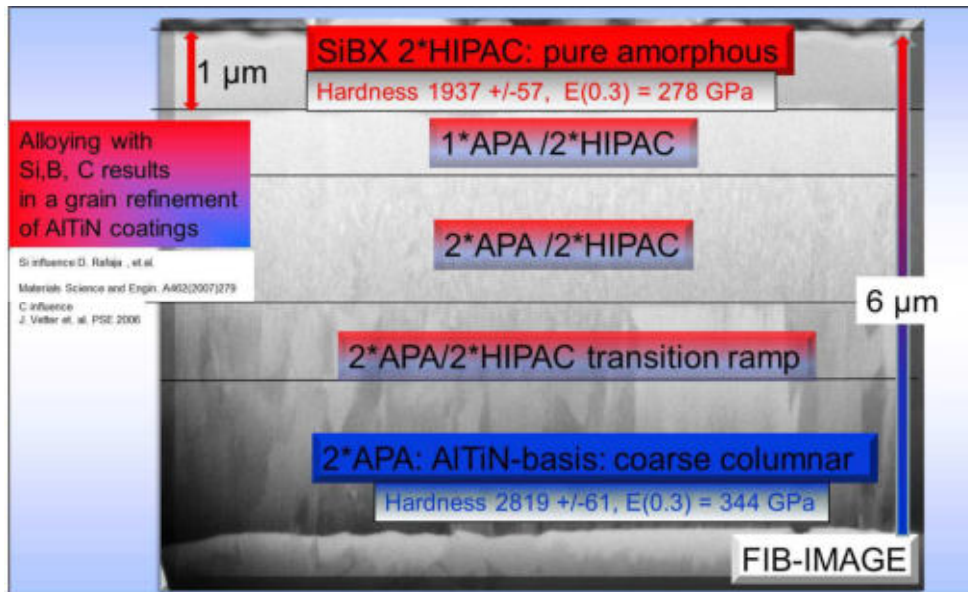 SiBX 2*HIPAC: pure amorphous
1 µm
Hardness 1937 +/-57, E(0.3) = 278 GPa
Alloying with
Si,B, C results
in a grain refinement
of AlTiN coatings
1*APA /2*HIPAC
2*APA /2*HIPAC
Si influence D. Rafaja , et.al.
Materials Science and Engin. A462(2007)279
C influence
J. Vetter et. al. PSE 2006
6 µm
2*APA/2*HIPAC transition ramp
2*APA: AlTiN-basis: coarse columnar
Hardness 2819 +/-61, E(0.3) = 344 GPa
FIB-IMAGE